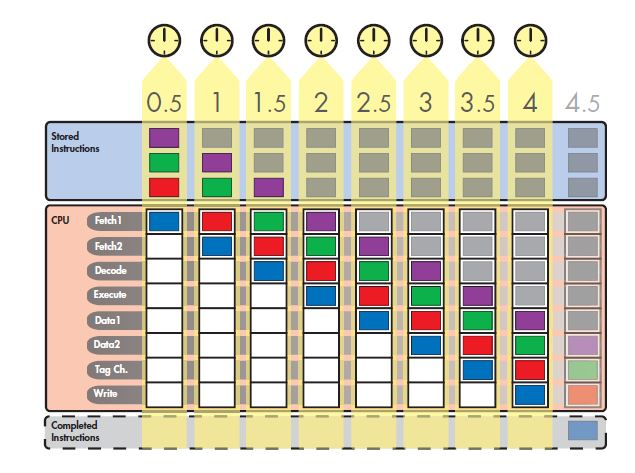 0.5 1 1.5 2 2.5 3 3.5 4 4.5
Stored
Instructions
CPU
Fetch1
Fetch2
Decode
Execute
Data1
Data2
Tag Ch.
Write
Completed
Instructions